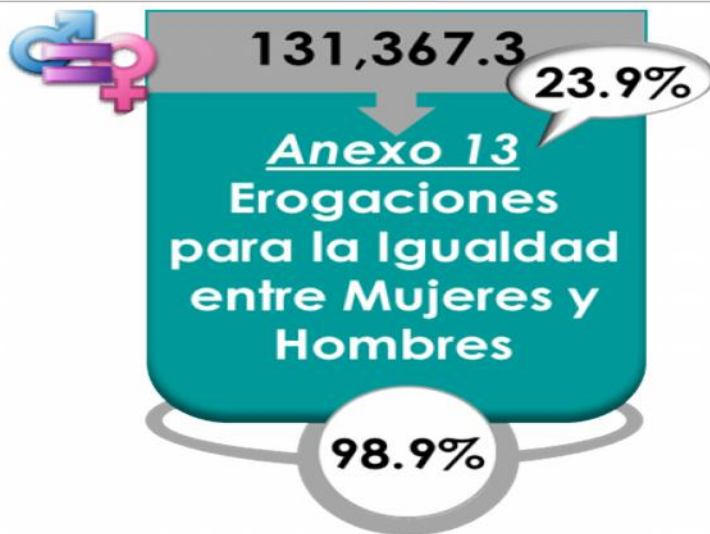 131,367.3
23.9%
Anexo 13
Erogaciones
para la Igualdad
entre Mujeres y
Hombres
98.9%